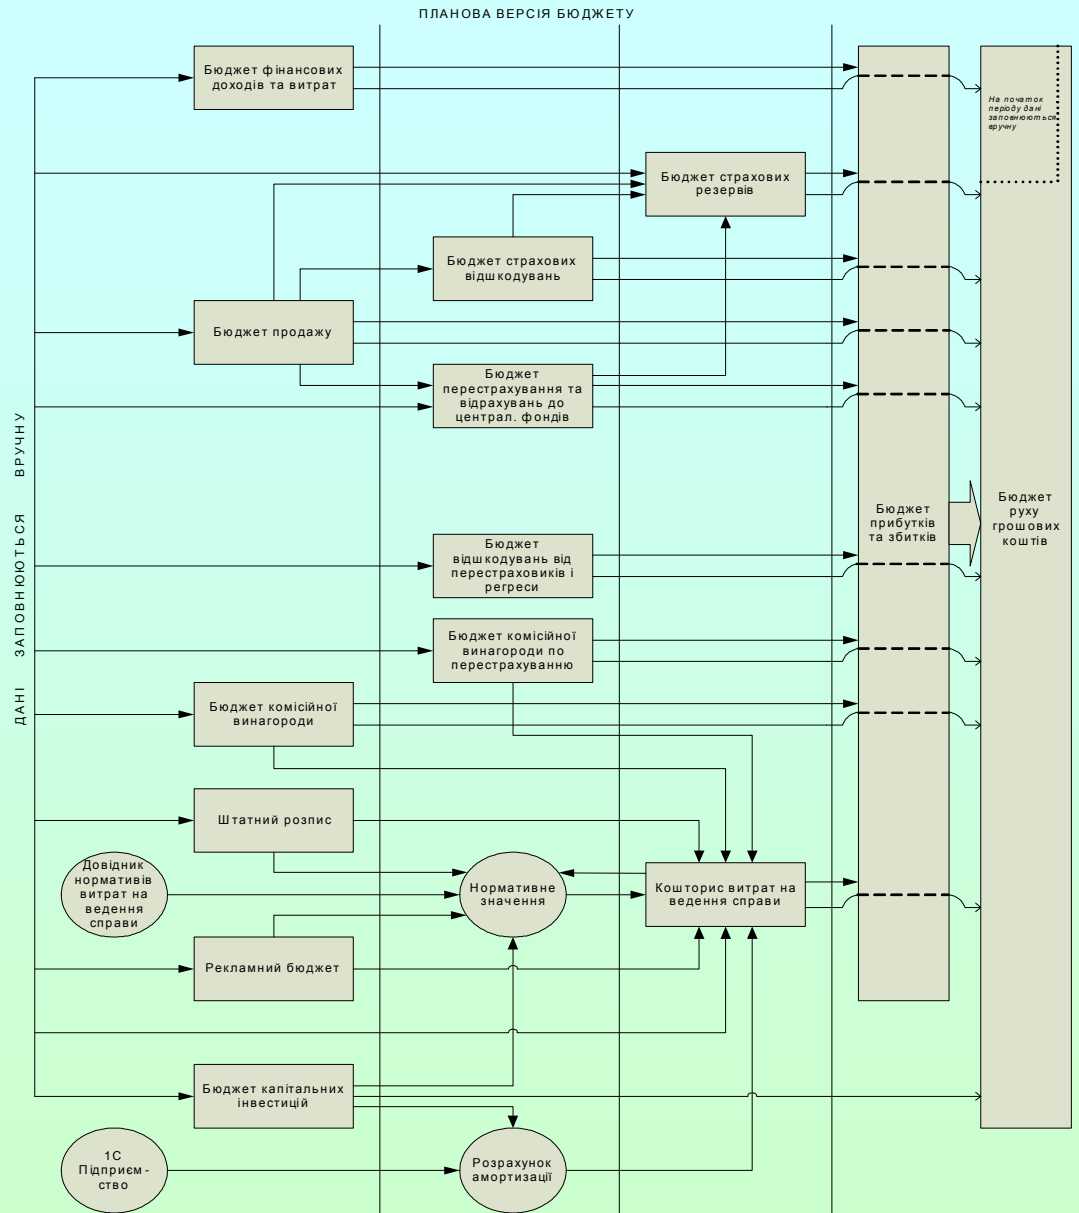 ПЛАНОВА ВЕРСІЯ БЮДЖЕТУ
Бюджет фінансових
доходів та витрат
На початок
періоду дані
заповнюються
вручну
Бюджет страхових
резервів
Бюджет страхових
відшкодувань
Бюджет продажу
Бюджет
перестрахування та
відрахувань до
централ. фондів
ДАНІ ЗАПОВНЮЮТЬСЯ ВРУЧНУ
Бюджет
прибутків
та збитків
Бюджет
руху
грошових
коштів
Бюджет
відшкодувань від
перестраховиків і
регреси
Бюджет комісійної
винагороди по
перестрахуванню
Бюджет комісійної
винагороди
Штатний розпис
Довідник
нормативів
витрат на
ведення
справи
Нормативне
значення
Кошторис витрат на
ведення справи
Рекламний бюджет
Бюджет капітальних
інвестицій
1С
Підприєм-
ство
Розрахунок
амортизації